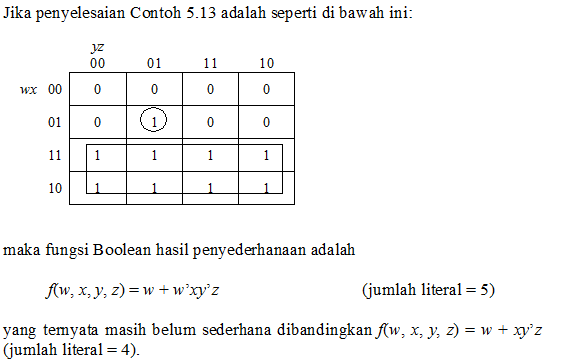 Jika penyelesaian Contoh 5.13 adalah seperti di bawah ini:
yz
00 01 11 10
wx 00 0 0 0 0
01 0 1 0 0
11 1 1 1 1
10 1 1 1 1
maka fungsi Boolean hasil penyederhanaan adalah
f(w, x, y, z) = w + w’xy’z (jumlah literal = 5)
yang ternyata masih belum sederhana dibandingkan f(w, x, y, z) = w + xy’z
(jumlah literal = 4).